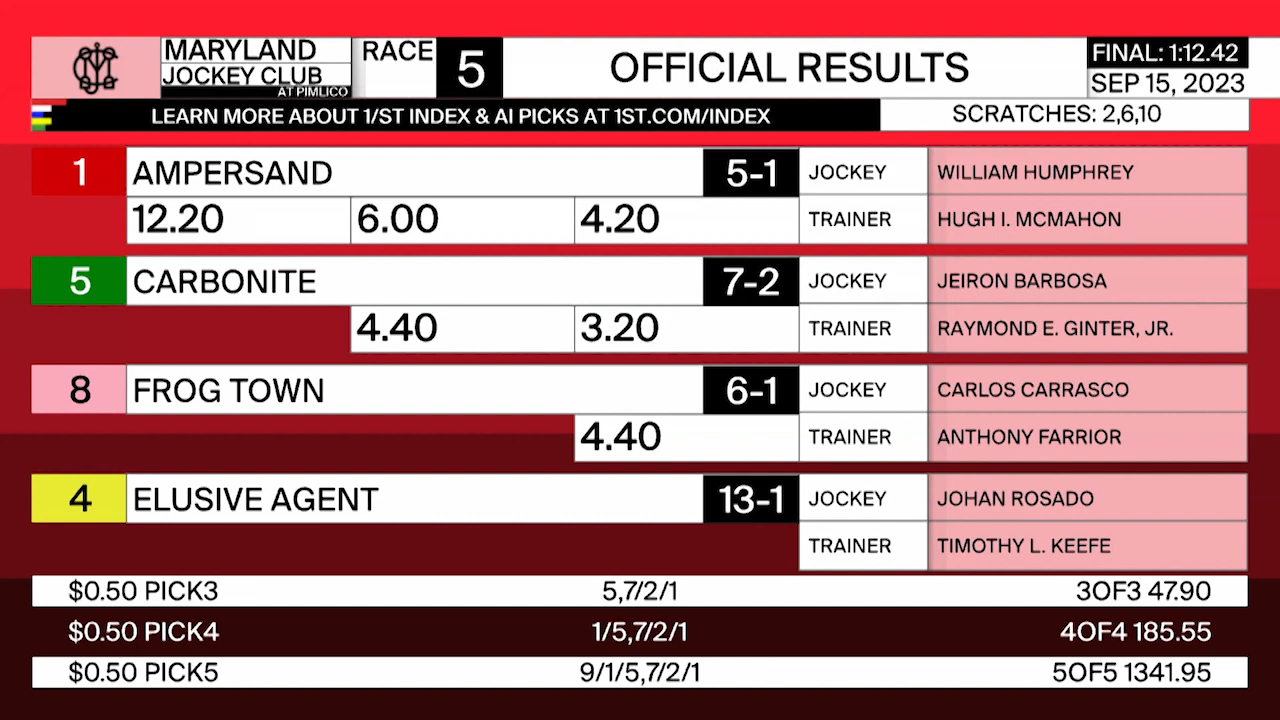 MARYLAND
JOCKEY CLUB
AT PIMLICO
RACE 5
OFFICIAL RESULTS
FINAL: 1:12.42
SEP 15, 2023
LEARN MORE ABOUT 1/ST INDEX & AI PICKS AT 1ST.COM/INDEX
SCRATCHES: 2,6,10
1 AMPERSAND 5-1 JOCKEY WILLIAM HUMPHREY
12.20 6.00 4.20 TRAINER HUGH I. MCMAHON
5 CARBONITE 7-2 JOCKEY JEIRON BARBOSA
4.40 3.20 TRAINER RAYMOND E. GINTER, JR.
8 FROG TOWN 6-1 JOCKEY CARLOS CARRASCO
4.40 TRAINER ANTHONY FARRIOR
4 ELUSIVE AGENT 13-1 JOCKEY JOHAN ROSADO
TRAINER TIMOTHY L. KEEFE
$0.50 PICK3 5,7/2/1 3OF3 47.90
$0.50 PICK4 1/5,7/2/1 4OF4 185.55
$0.50 PICK5 9/1/5,7/2/1 5OF5 1341.95